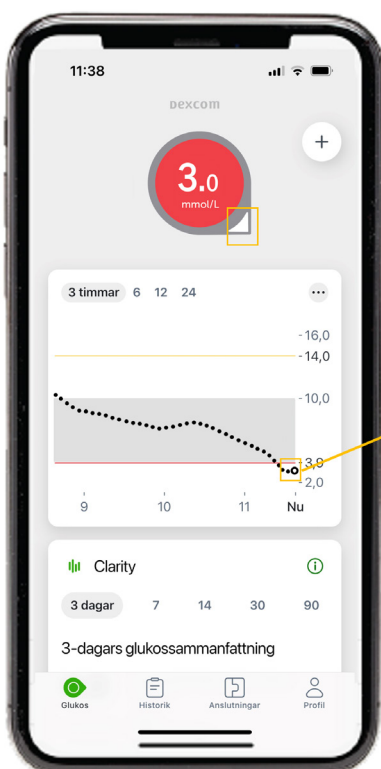 11:38
Dexcom
+
3.0
mmol/L
3 timmar 6 12 24
16,0
14,0
10,0
3,0
2,0
9 10 11 Nu
Clarity
3 dagar 7 14 30 90
3-dagars glukossammanfattning
Glukos Historik Anslutningar Profil